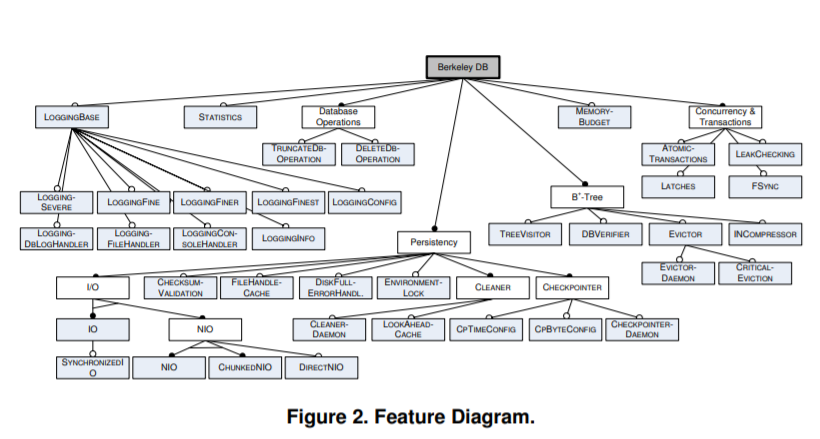 Berkeley DB
LOGGINGBASE
STATISTICS
Database
Operations
MEMORY-
BUDGET
Concurrency &
Transactions
TRUNCATEDB-
OPERATION
DELETEDB-
OPERATION
ATOMIC-
TRANSACTIONS
LEAKCHECKING
LATCHES
FSYNC
LOGGING-
SEVERE
LOGGINGFINE
LOGGINGFINER
LOGGINGFINEST
LOGGINGCONFIG
B+-Tree
LOGGING-
DBLOGHANDLER
LOGGING-
FILEHANDLER
LOGGINGCON-
SOLEHANDLER
LOGGINGINFO
Persistency
TREEVISITOR
DBVERIFIER
EVICTOR
INCOMPRESSOR
EVICTOR-
DAEMON
CRITICAL-
EVICTION
I/O
CHECKSUM-
VALIDATION
FILEHANDLE-
CACHE
DISKFULL-
ERRORHANDL.
ENVIRONMENT-
LOCK
CLEANER
CHECKPOINTER
IO
NIO
CLEANER-
DAEMON
LOOKAHEAD-
CACHE
CPTIMECONFIG
CPBYTECONFIG
CHECKPOINTER-
DAEMON
SYNCHRONIZEDI
O
NIO
CHUNKEDNIO
DIRECTNIO
Figure 2. Feature Diagram.